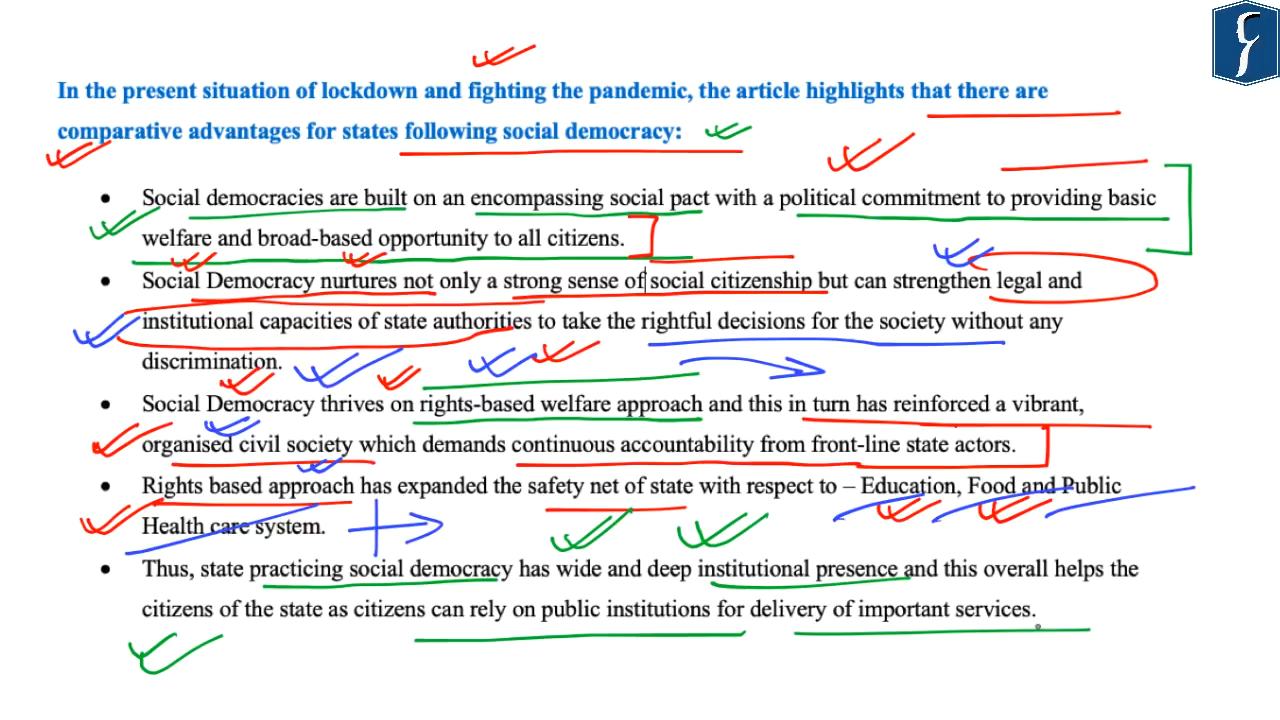 In the present situation of lockdown and fighting the pandemic, the article highlights that there are
comparative advantages for states following social democracy:
• Social democracies are built on an encompassing social pact with a political commitment to providing basic
welfare and broad-based opportunity to all citizens.
• Social Democracy nurtures not only a strong sense of social citizenship but can strengthen legal and
institutional capacities of state authorities to take the rightful decisions for the society without any
discrimination.
• Social Democracy thrives on rights-based welfare approach and this in turn has reinforced a vibrant,
organised civil society which demands continuous accountability from front-line state actors.
• Rights based approach has expanded the safety net of state with respect to – Education, Food and Public
Health care system.
• Thus, state practicing social democracy has wide and deep institutional presence and this overall helps the
citizens of the state as citizens can rely on public institutions for delivery of important services.